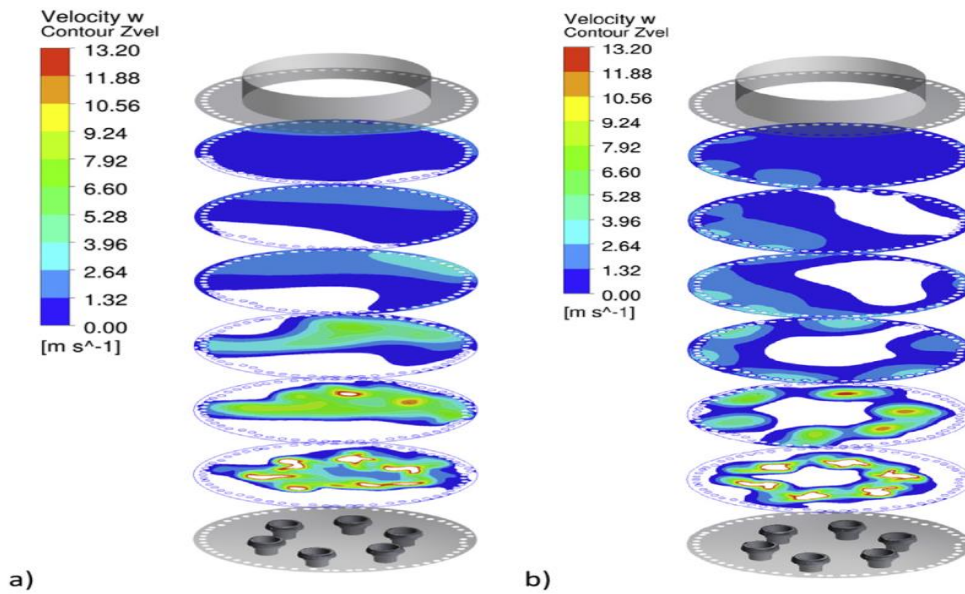 Velocity w
Contour Zvel
13.20
11.88
10.56
9.24
7.92
6.60
5.28
3.96
2.64
1.32
0.00
[m s^-1]
a)
Velocity w
Contour Zvel
13.20
11.88
10.56
9.24
7.92
6.60
5.28
3.96
2.64
1.32
0.00
[m s^-1]
b)